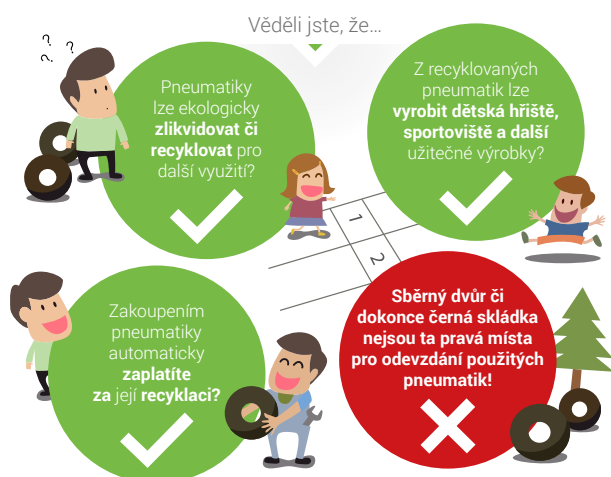 Věděli jste, že...
? ? ?
Pneumatiky
lze ekologicky
zlikvidovat či
recyklovat pro
další využití?
Z recyklovaných
pneumatik lze
vyrobit dětská hřiště,
sportoviště a další
užitečné výrobky?
1
2
Zakoupením
pneumatiky
automaticky
zaplatíte
za její recyklaci?
Sběrný dvůr či
dokonce černá skládka
nejsou ta pravá místa
pro odevzdání použitých
pneumatik!